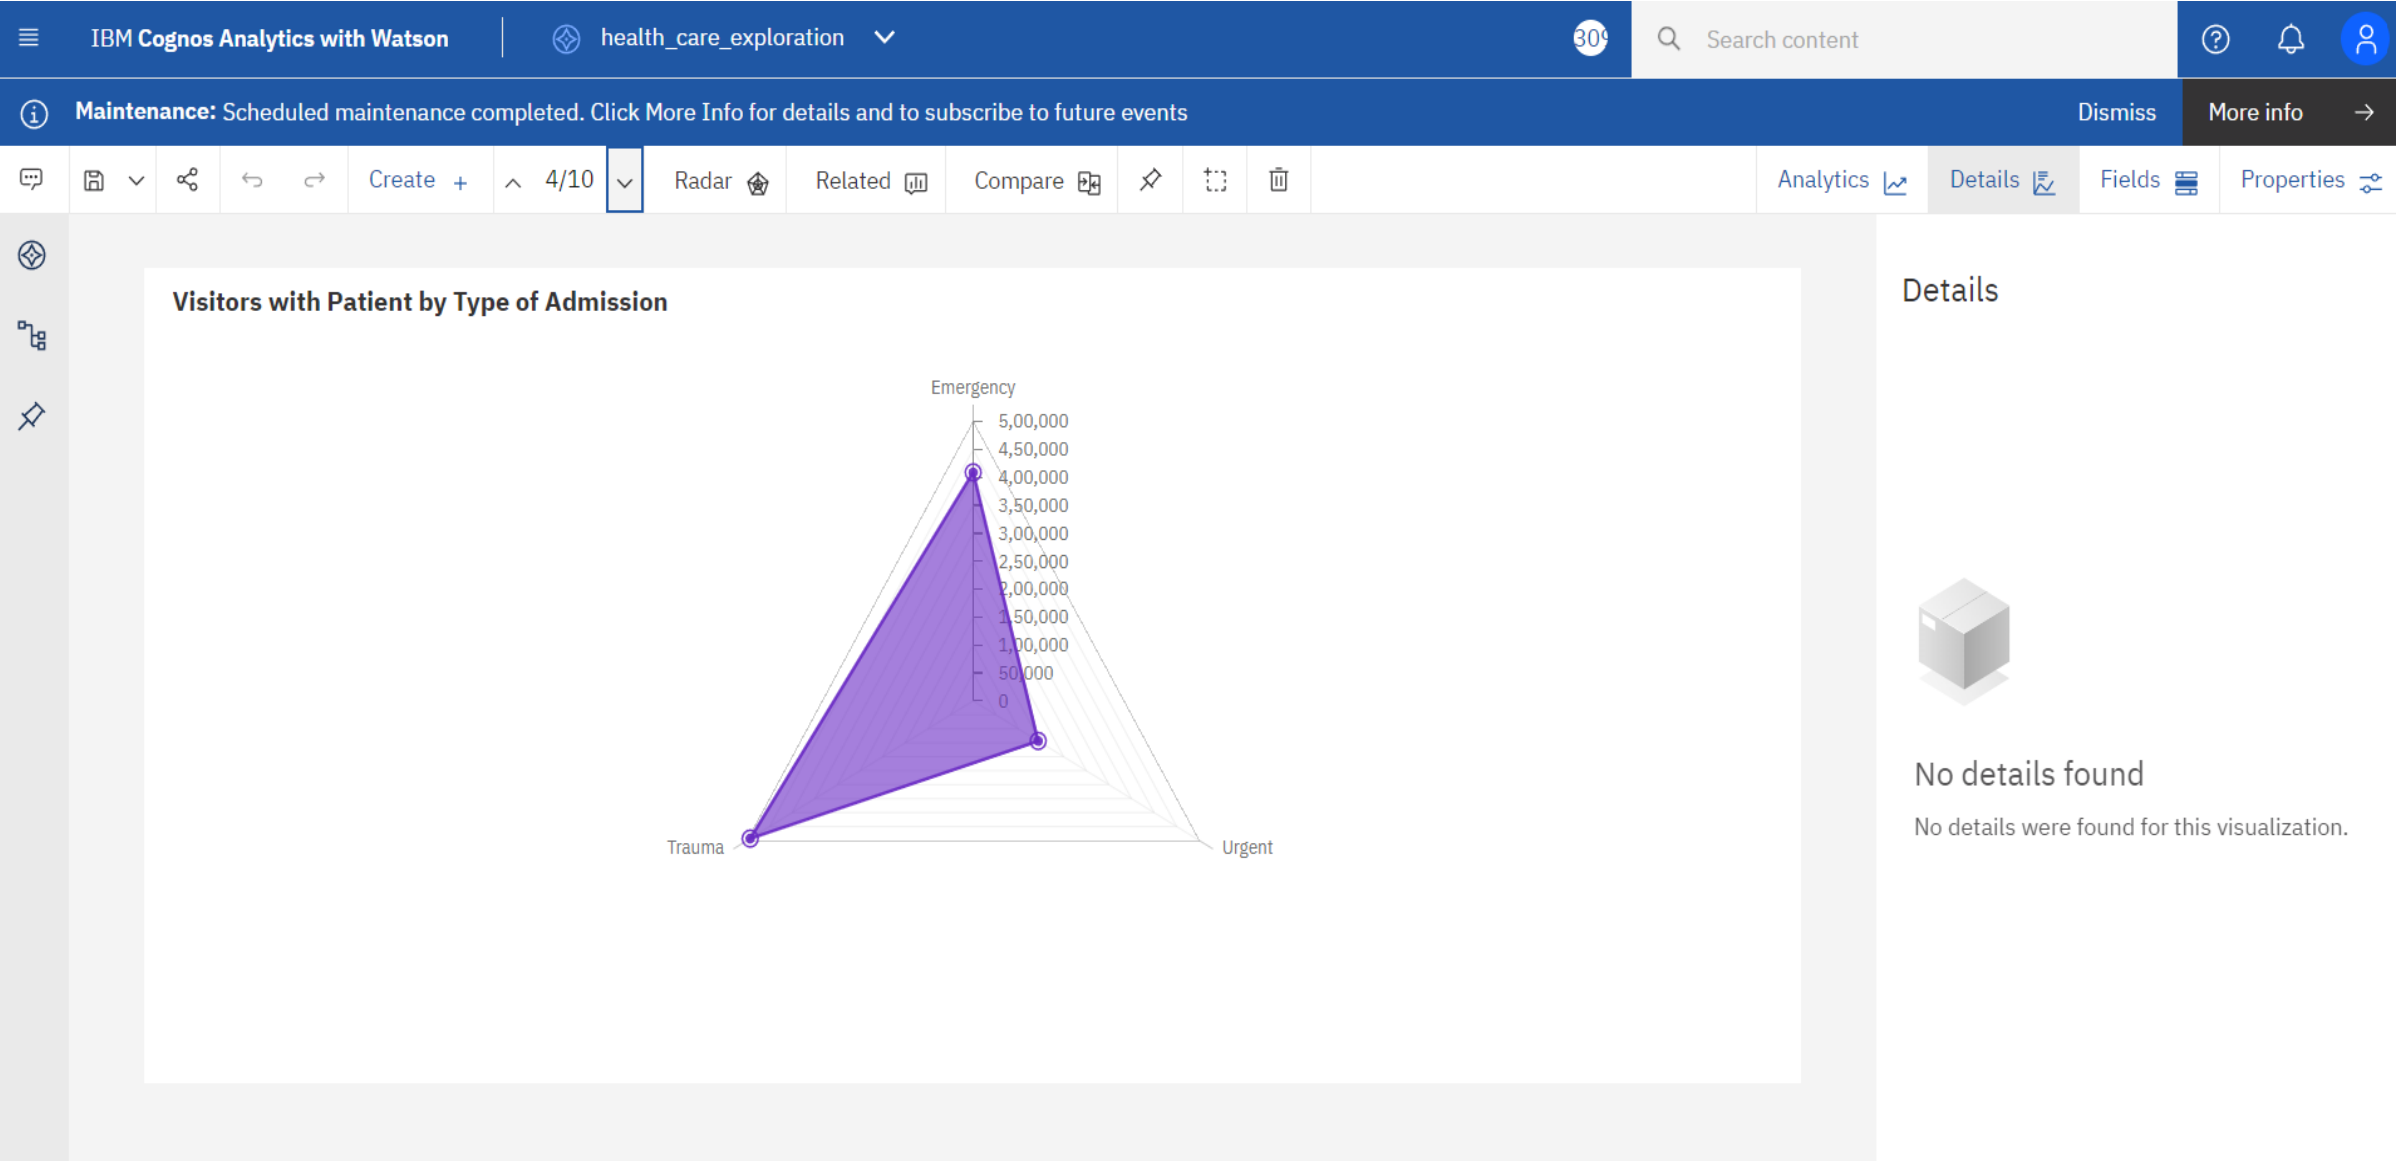 IBM Cognos Analytics with Watson
health_care_exploration
Search content
Maintenance: Scheduled maintenance completed. Click More Info for details and to subscribe to future events
Dismiss
More info
Create
4/10
Radar
Related
Compare
Analytics
Details
Fields
Properties
Visitors with Patient by Type of Admission
Emergency
5,00,000
4,50,000
4,00,000
3,50,000
3,00,000
2,50,000
2,00,000
1,50,000
1,00,000
50,000
0
Trauma
Urgent
Details
No details found
No details were found for this visualization.